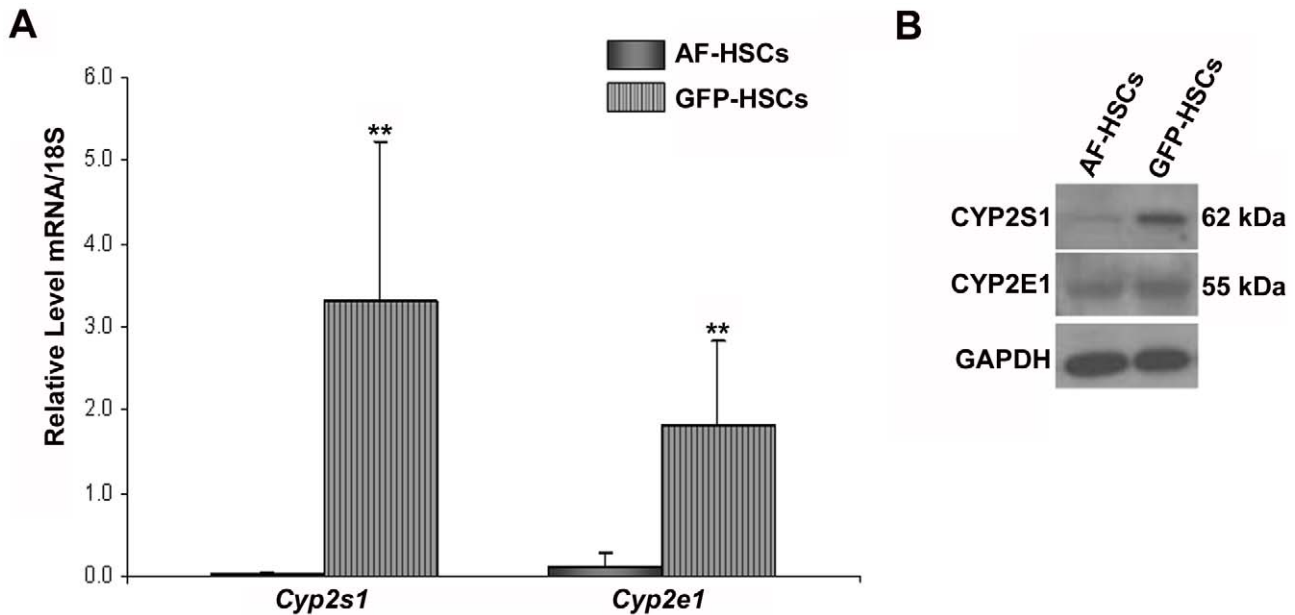 A
AF-HSCs
GFP-HSCs
Relative Level mRNA/18S
6.0
5.0
4.0
3.0
2.0
1.0
0.0
**
**
Cyp2s1
Cyp2e1
B
AF-HSCs
GFP-HSCs
CYP2S1 62 kDa
CYP2E1 55 kDa
GAPDH